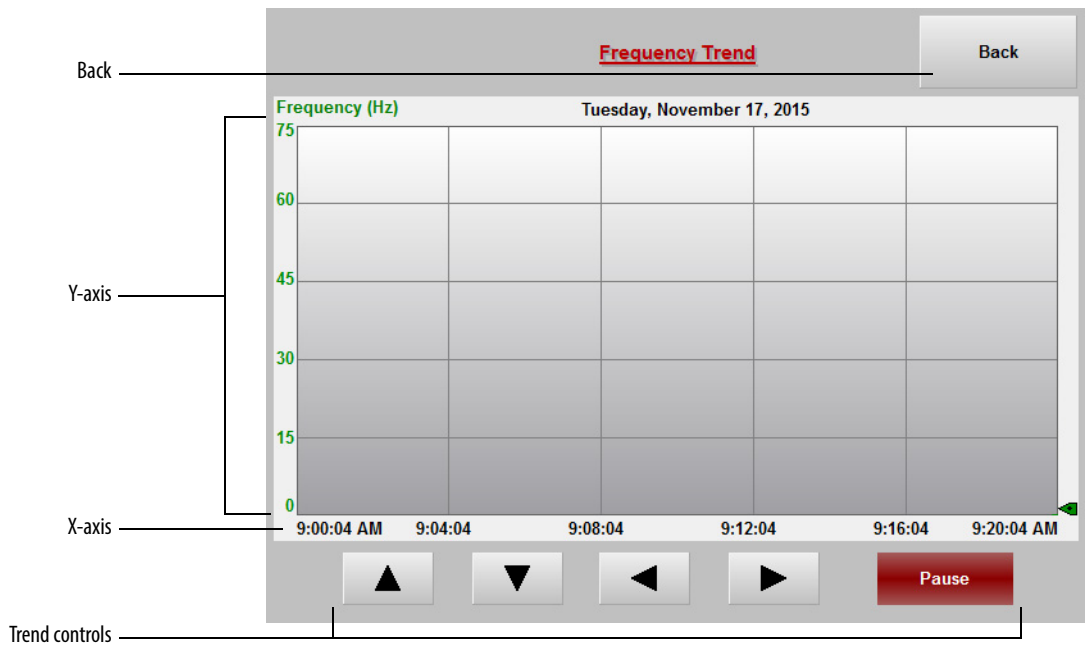 Frequency Trend
Back
Back
Frequency (Hz)
Tuesday, November 17, 2015
75
60
45
Y-axis
30
15
0
X-axis
9:00:04 AM 9:04:04 9:08:04 9:12:04 9:16:04 9:20:04 AM
Pause
Trend controls